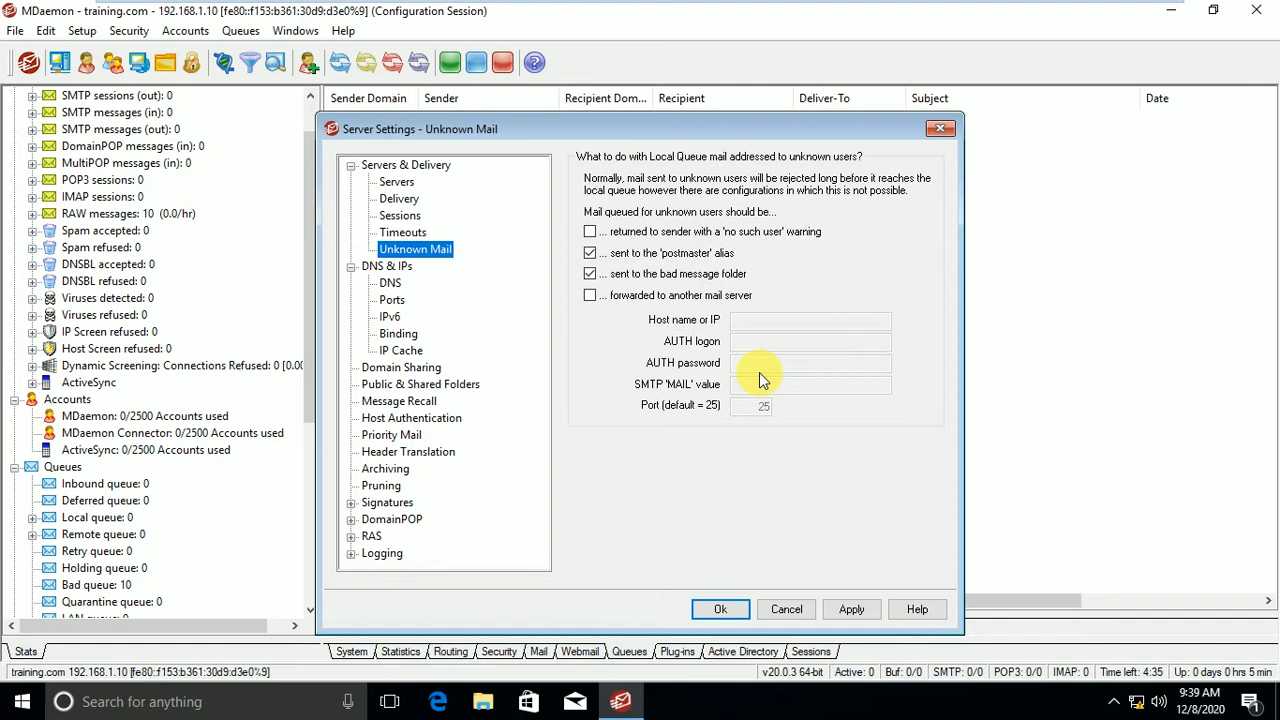 MDaemon - training.com - 192.168.1.10 [fe80::f153:b361:30d9:d3e0%9] (Configuration Session)
File Edit Setup Security Accounts Queues Windows Help
SMTP sessions (out): 0
SMTP messages (in): 0
SMTP messages (out): 0
DomainPOP messages (in): 0
MultiPOP messages (in): 0
POP3 sessions: 0
IMAP sessions: 0
RAW messages: 10 (0.0/hr)
Spam accepted: 0
Spam refused: 0
DNSBL accepted: 0
DNSBL refused: 0
Viruses detected: 0
Viruses refused: 0
IP Screen refused: 0
Host Screen refused: 0
Dynamic Screening: Connections Refused: 0 [0.0
ActiveSync
Accounts
MDaemon: 0/2500 Accounts used
MDaemon Connector: 0/2500 Accounts used
ActiveSync: 0/2500 Accounts used
Queues
Inbound queue: 0
Deferred queue: 0
Local queue: 0
Remote queue: 0
Retry queue: 0
Holding queue: 0
Bad queue: 10
Quarantine queue: 0
Stats
Sender Domain Sender Recipient Dom... Recipient Deliver-To Subject Date
Server Settings - Unknown Mail
Servers & Delivery
Servers
Delivery
Sessions
Timeouts
Unknown Mail
DNS & IPs
DNS
Ports
IPv6
Binding
IP Cache
Domain Sharing
Public & Shared Folders
Message Recall
Host Authentication
Priority Mail
Header Translation
Archiving
Pruning
Signatures
DomainPOP
RAS
Logging
What to do with Local Queue mail addressed to unknown users?
Normally, mail sent to unknown users will be rejected long before it reaches the
local queue however there are configurations in which this is not possible.
Mail queued for unknown users should be...
... returned to sender with a 'no such user' warning
... sent to the 'postmaster' alias
... sent to the bad message folder
... forwarded to another mail server
Host name or IP
AUTH logon
AUTH password
SMTP 'MAIL' value
Port (default = 25) 25
Ok Cancel Apply Help
System Statistics Routing Security Mail Webmail Queues Plug-ins Active Directory Sessions
training.com 192.168.1.10 [fe80::f153:b361:30d9:d3e0%9] v20.0.3 64-bit Active: 0 Buf: 0/0 SMTP: 0/0 POP3: 0/0 IMAP: 0 Time left: 4:35 Up: 0 days 0 hrs 5 min
Search for anything
9:39 AM
12/8/2020
1